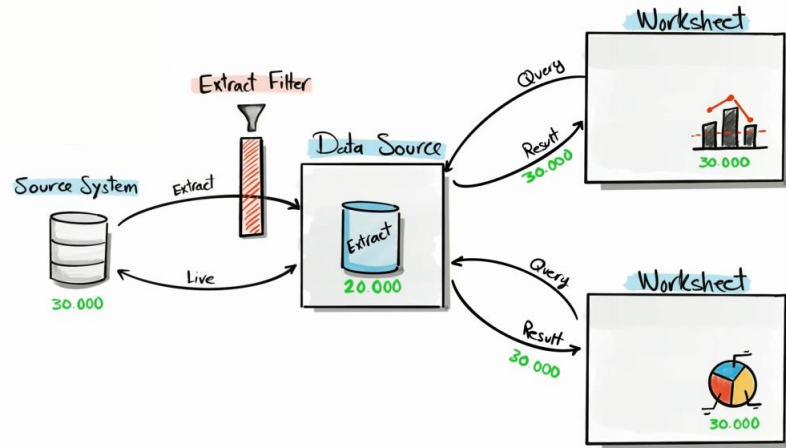 Worksheet
Query
Result
30.000
30.000
Extract Filter
Data Source
Source System
Extract
Extract
20.000
Live
30.000
Worksheet
Query
Result
30.000
30.000